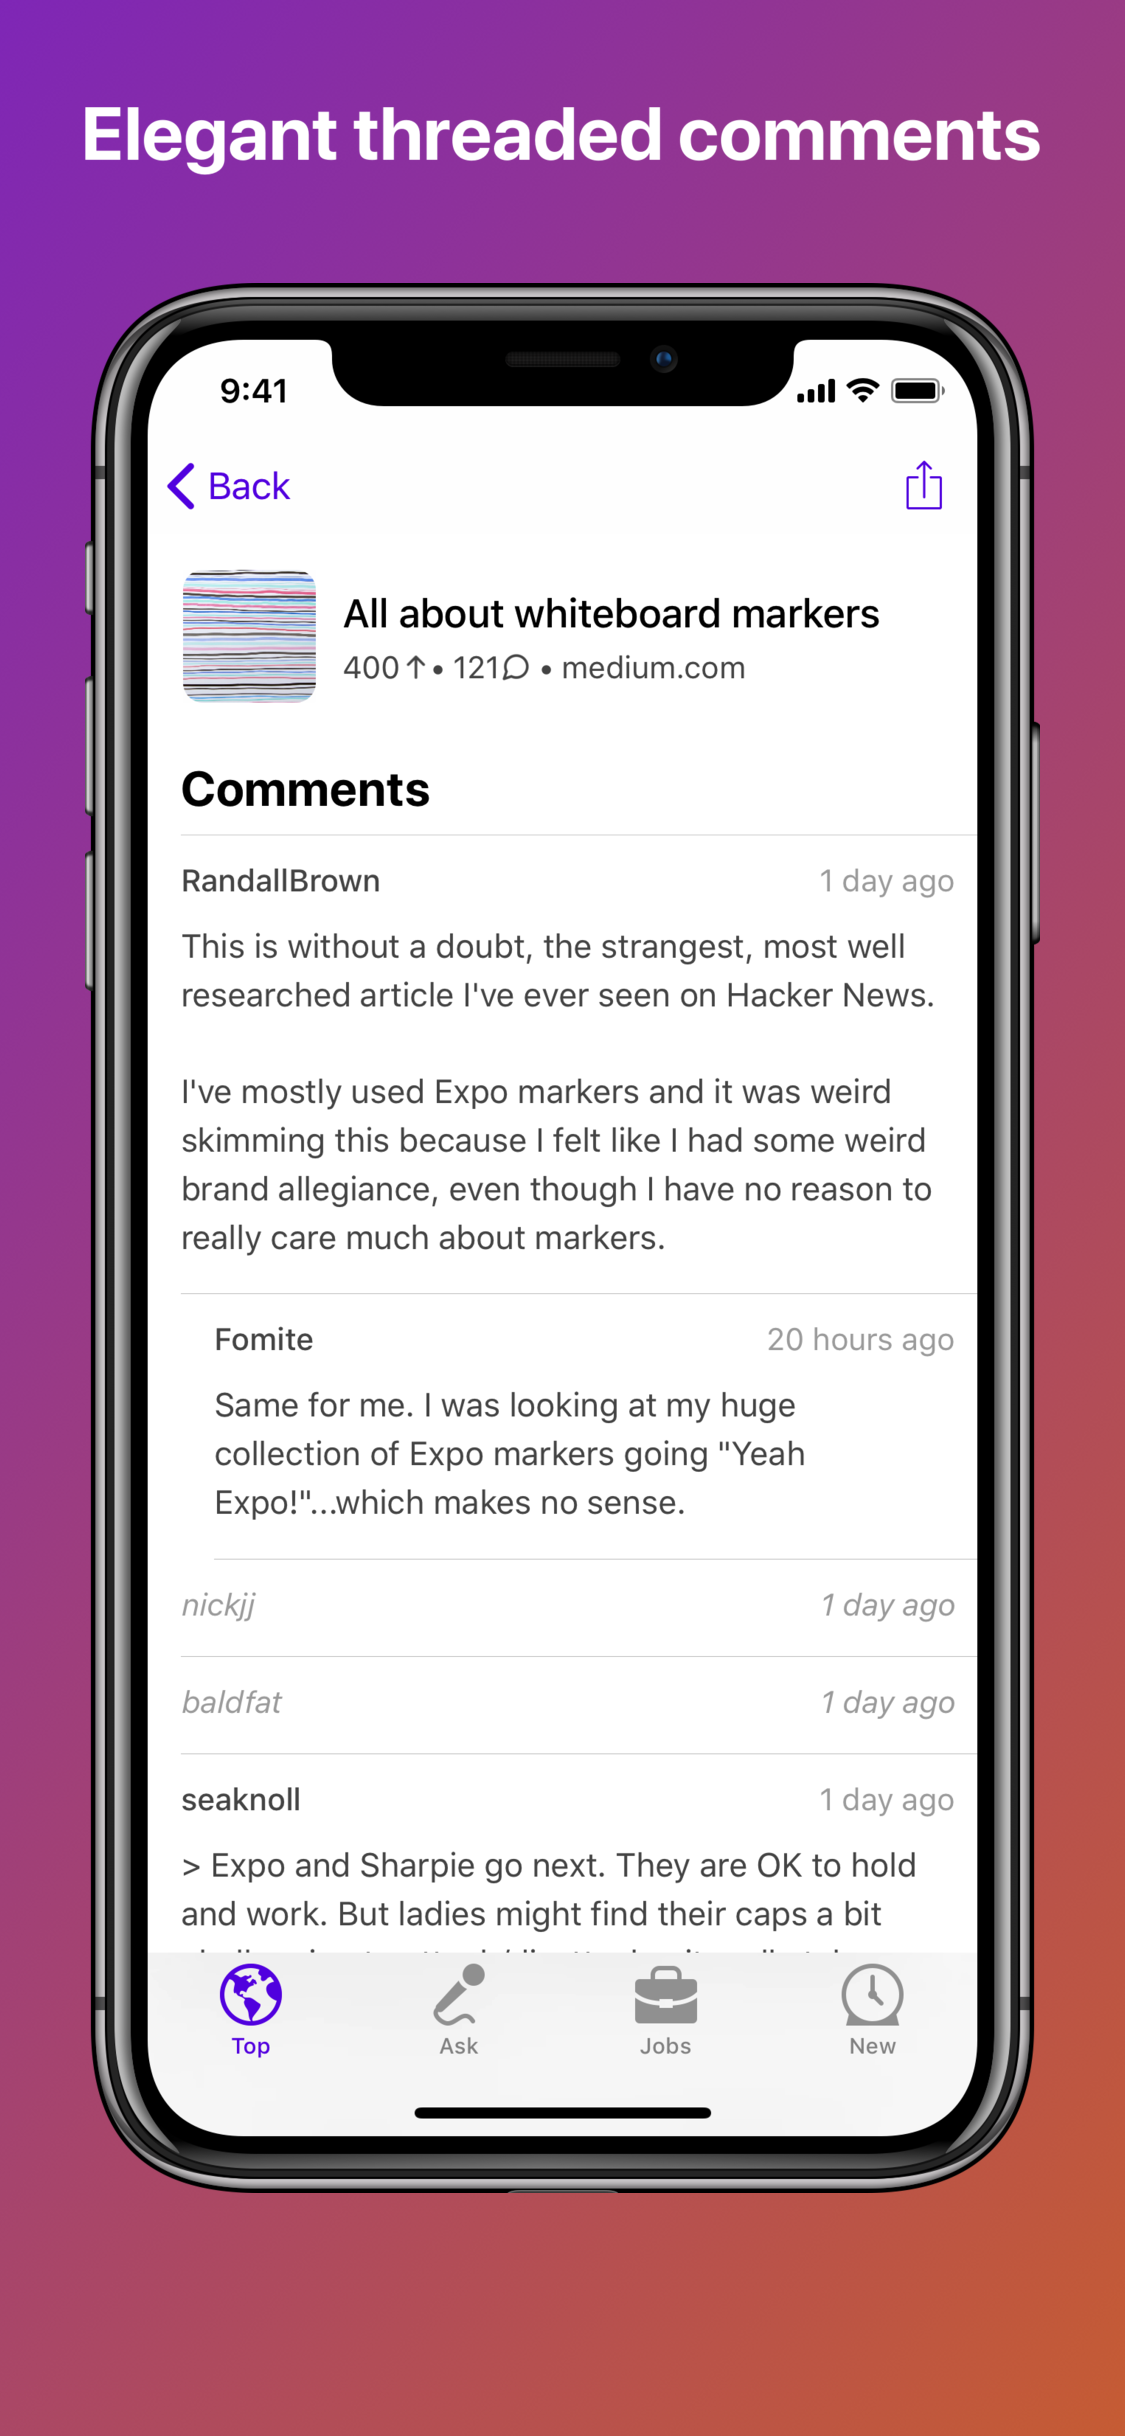 Elegant threaded comments
9:41
Back
All about whiteboard markers
400↑ • 121 • medium.com
Comments
RandallBrown 1 day ago
This is without a doubt, the strangest, most well
researched article I've ever seen on Hacker News.
I've mostly used Expo markers and it was weird
skimming this because I felt like I had some weird
brand allegiance, even though I have no reason to
really care much about markers.
Fomite 20 hours ago
Same for me. I was looking at my huge
collection of Expo markers going "Yeah
Expo!"...which makes no sense.
nickjj 1 day ago
baldfat 1 day ago
seaknoll 1 day ago
> Expo and Sharpie go next. They are OK to hold
and work. But ladies might find their caps a bit
Top Ask Jobs New